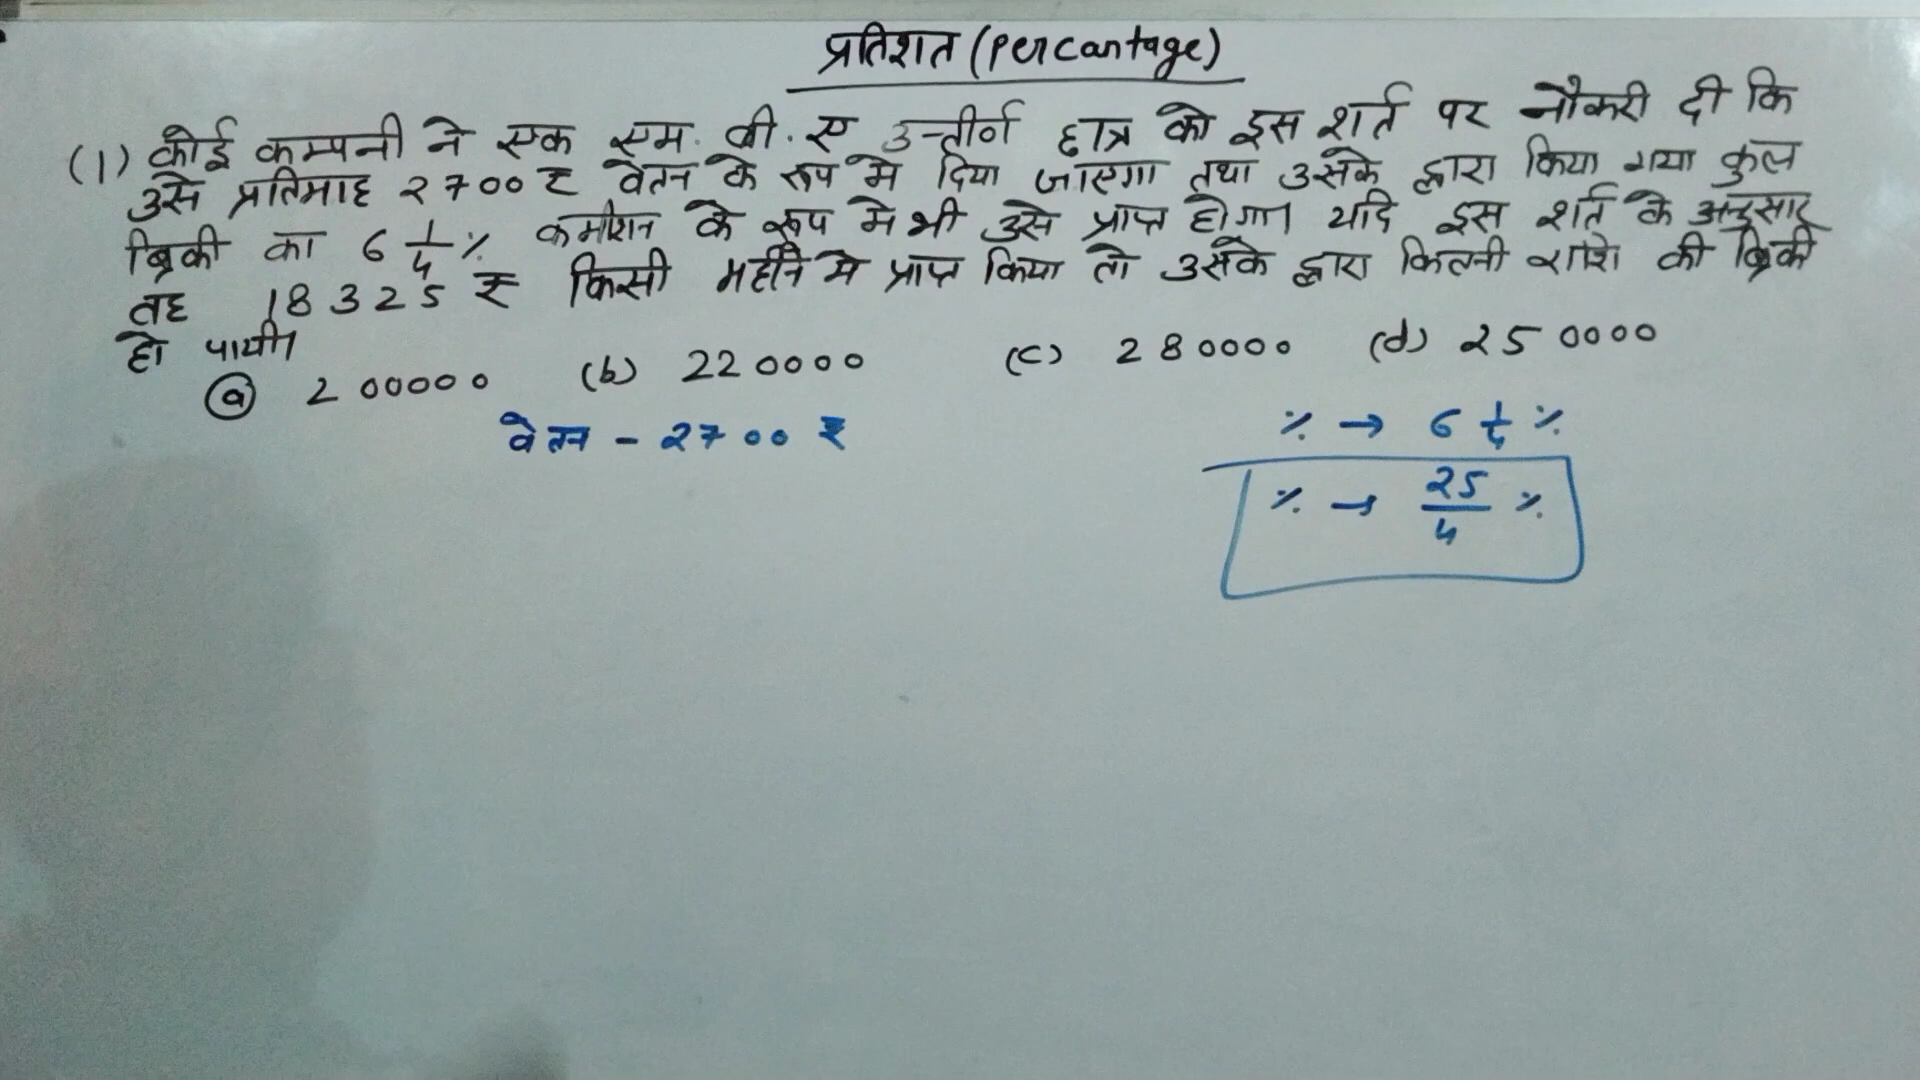 प्रतिशत (Percantage)
(1) कोई कम्पनी ने एक एम. बी. ए उत्तीर्ण छात्र को इस शर्त पर नौकरी दी कि
उसे प्रतिमाह 2700 ₹ वेतन के रूप मे दिया जाएगा तथा उसके द्वारा किया गया कुल
बिक्री का 6 1/4 % कमीशन के रूप मे भी उसे प्राप्त होगा। यदि इस शर्त के अनुसार
वह 18325 ₹ किसी महीने मे प्राप्त किया तो उसके द्वारा कितनी राशि की बिक्री
हो पायी।
(a) 200000 (b) 220000 (c) 280000 (d) 250000
वेतन - 2700 ₹
% → 6 1/4 %
% → 25/4 %